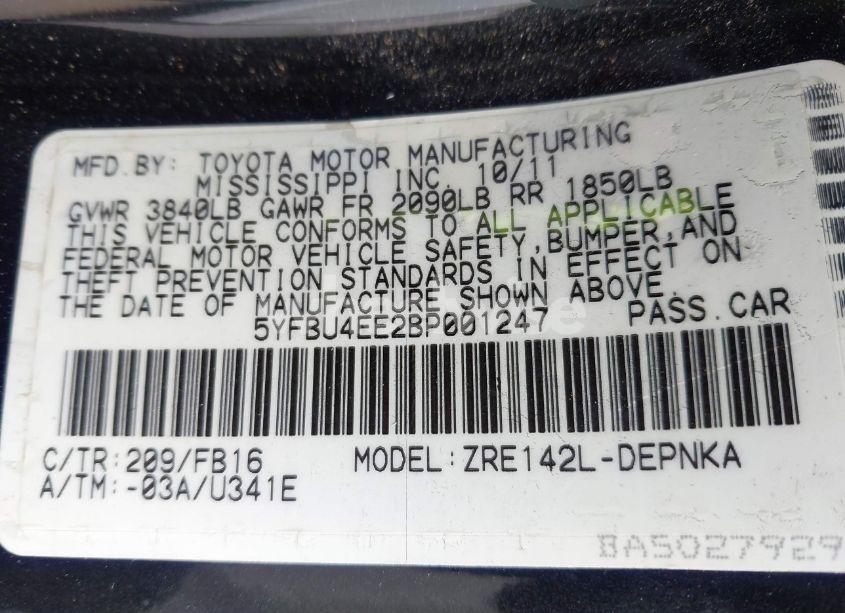 MFD.BY: TOYOTA MOTOR MANUFACTURING
MISSISSIPPI INC. 10/11
GVWR 3840LB GAWR FR 2090LB RR 1850LB
THIS VEHICLE CONFORMS TO ALL APPLICABLE
FEDERAL MOTOR VEHICLE SAFETY,BUMPER,AND
THEFT PREVENTION STANDARDS IN EFFECT ON
THE DATE OF MANUFACTURE SHOWN ABOVE.
5YFBU4EE2BP001247 PASS.CAR
C/TR:209/FB16 MODEL:ZRE142L-DEPNKA
A/TM:-03A/U341E
BA5027929